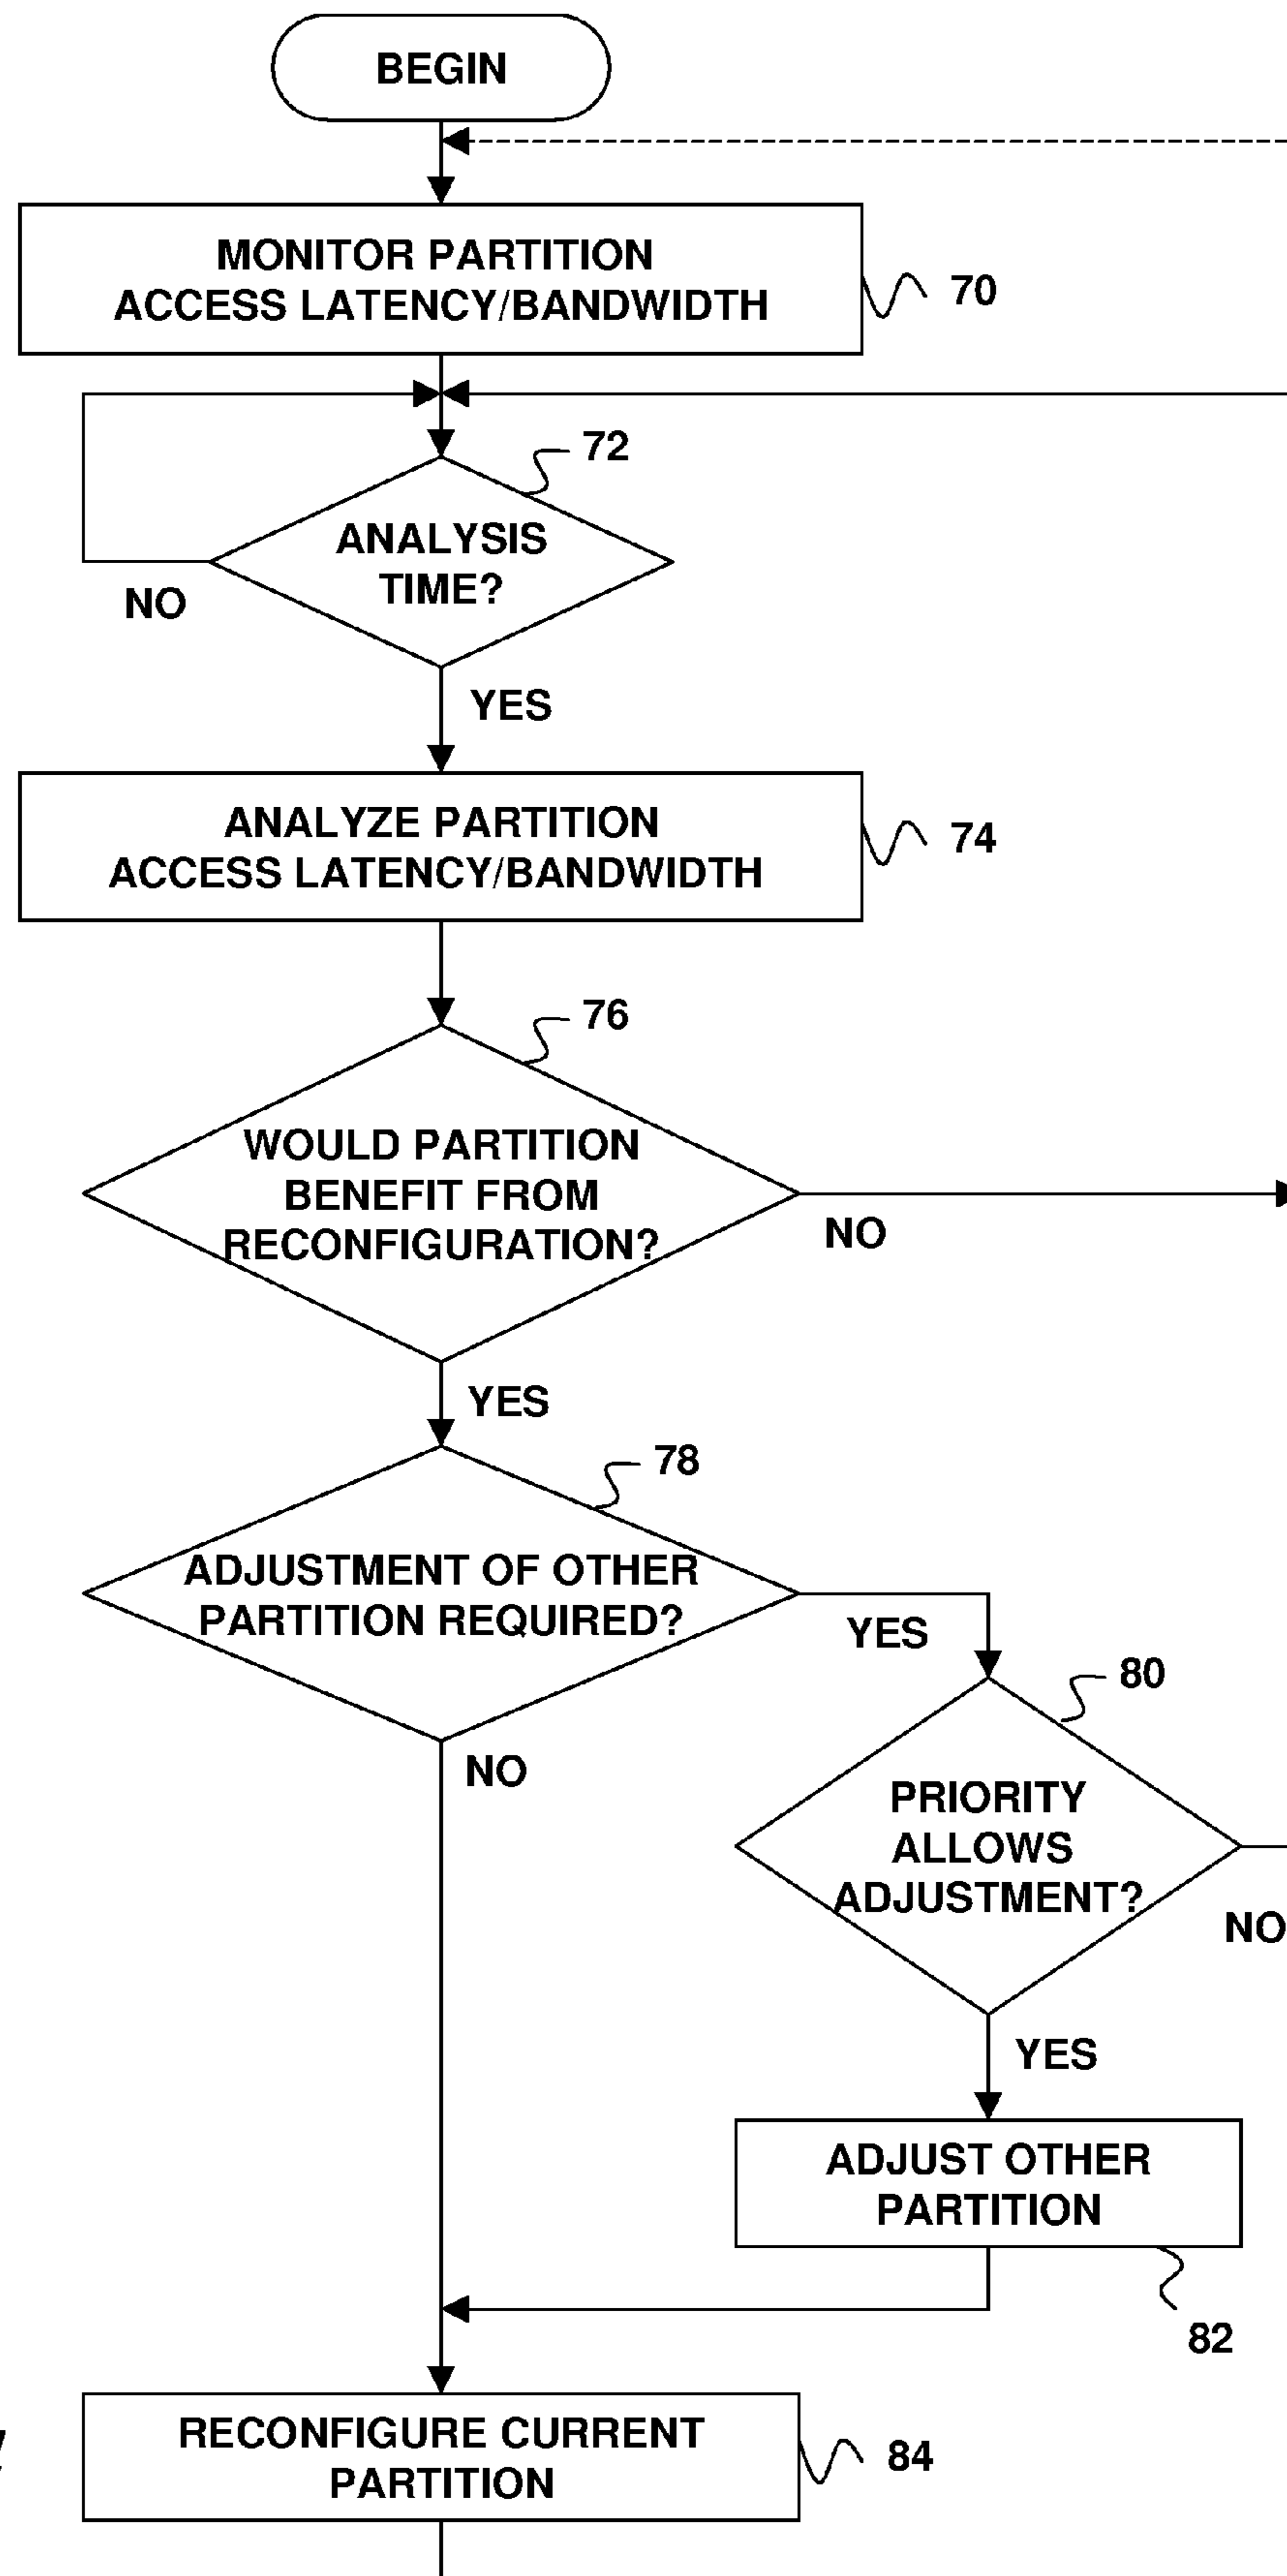 BEGIN
MONITOR PARTITION
ACCESS LATENCY/BANDWIDTH
70
72
ANALYSIS
TIME?
NO
YES
ANALYZE PARTITION
ACCESS LATENCY/BANDWIDTH
74
76
WOULD PARTITION
BENEFIT FROM
RECONFIGURATION?
NO
YES
78
ADJUSTMENT OF OTHER
PARTITION REQUIRED?
YES
80
NO
PRIORITY
ALLOWS
ADJUSTMENT?
NO
YES
ADJUST OTHER
PARTITION
82
RECONFIGURE CURRENT
PARTITION
84